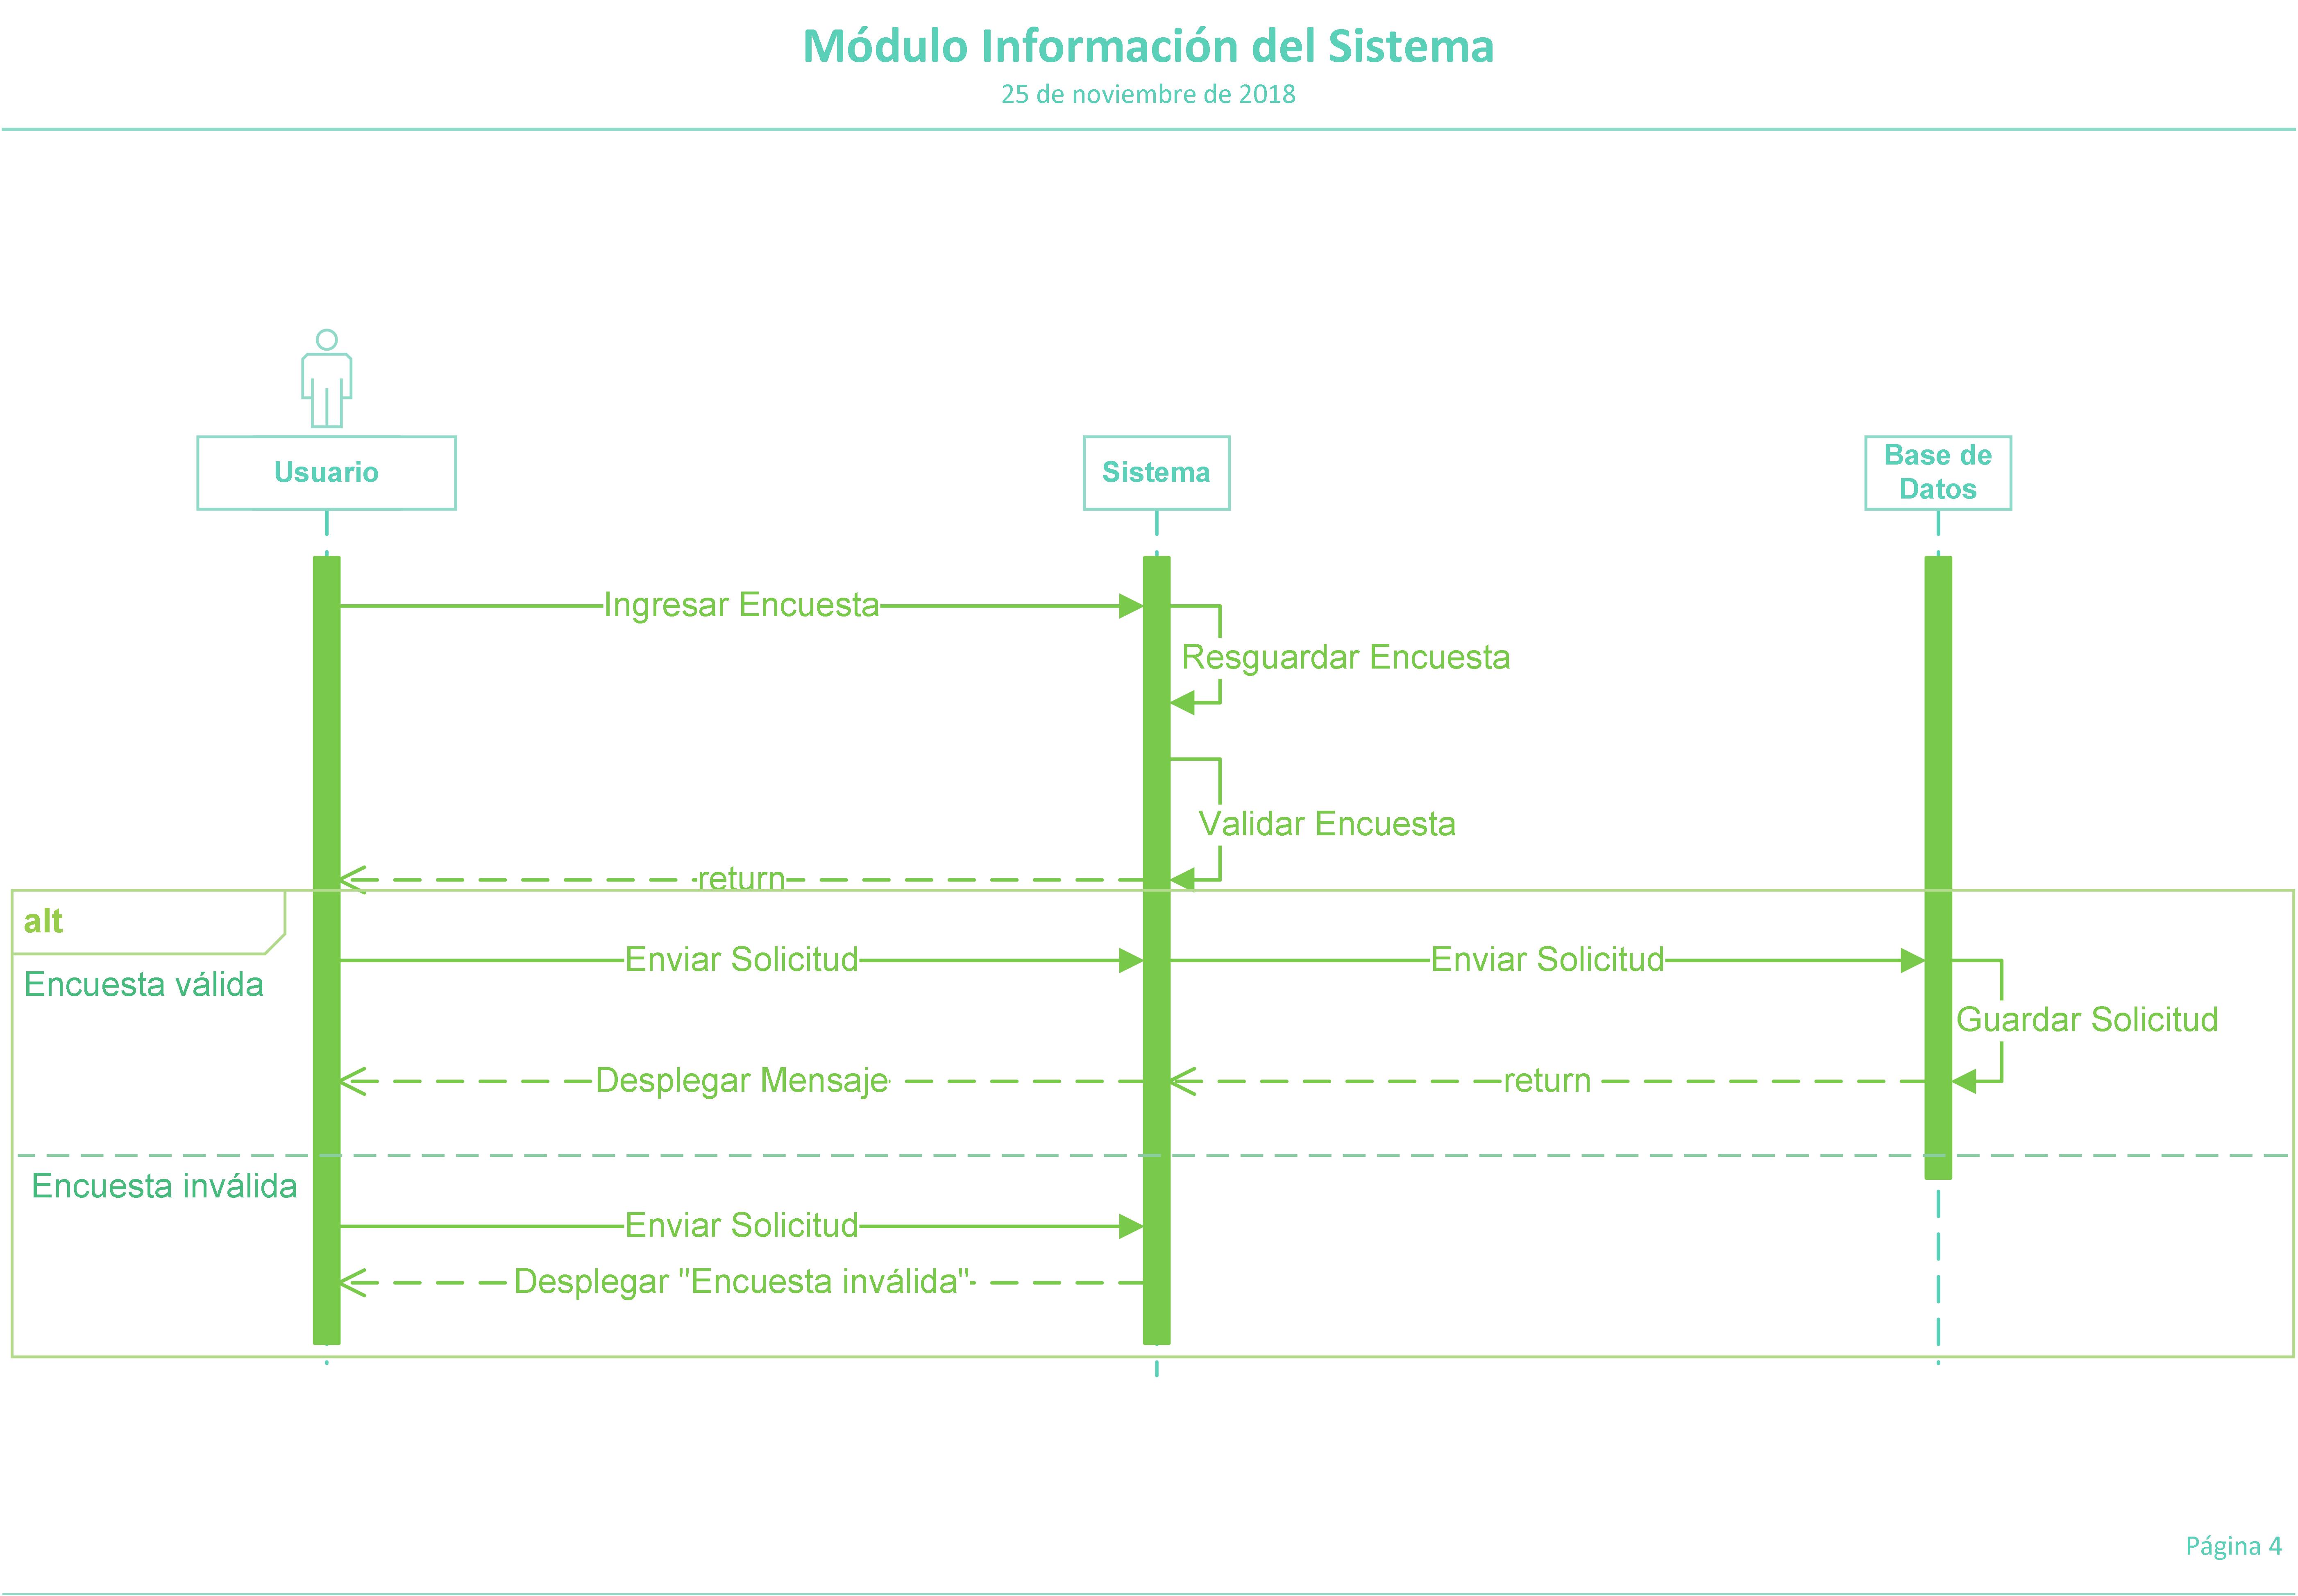 Módulo Información del Sistema
25 de noviembre de 2018
Usuario
Sistema
Base de
Datos
Ingresar Encuesta
Resguardar Encuesta
Validar Encuesta
return
alt
Encuesta válida
Enviar Solicitud
Enviar Solicitud
Guardar Solicitud
Desplegar Mensaje
return
Encuesta inválida
Enviar Solicitud
Desplegar "Encuesta inválida"
Página 4